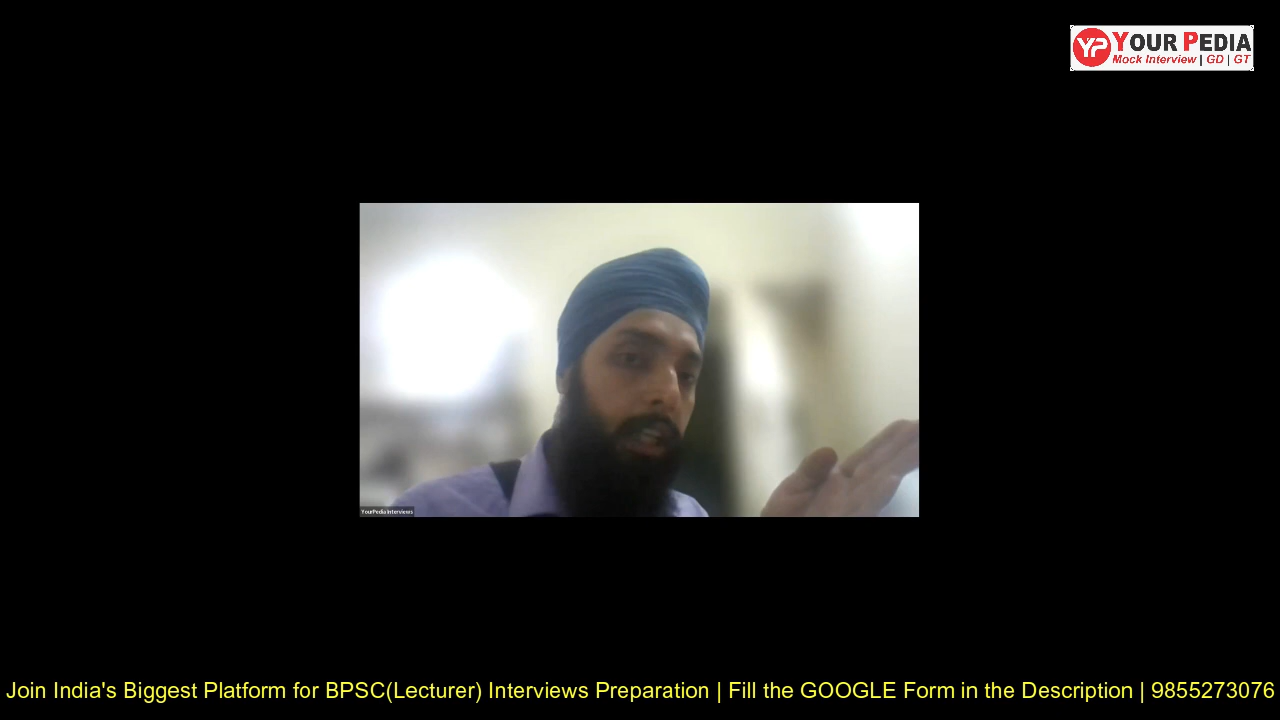 YP YOUR PEDIA
Mock Interview | GD | GT
YourPedia Interviews
Join India's Biggest Platform for BPSC(Lecturer) Interviews Preparation | Fill the GOOGLE Form in the Description | 9855273076